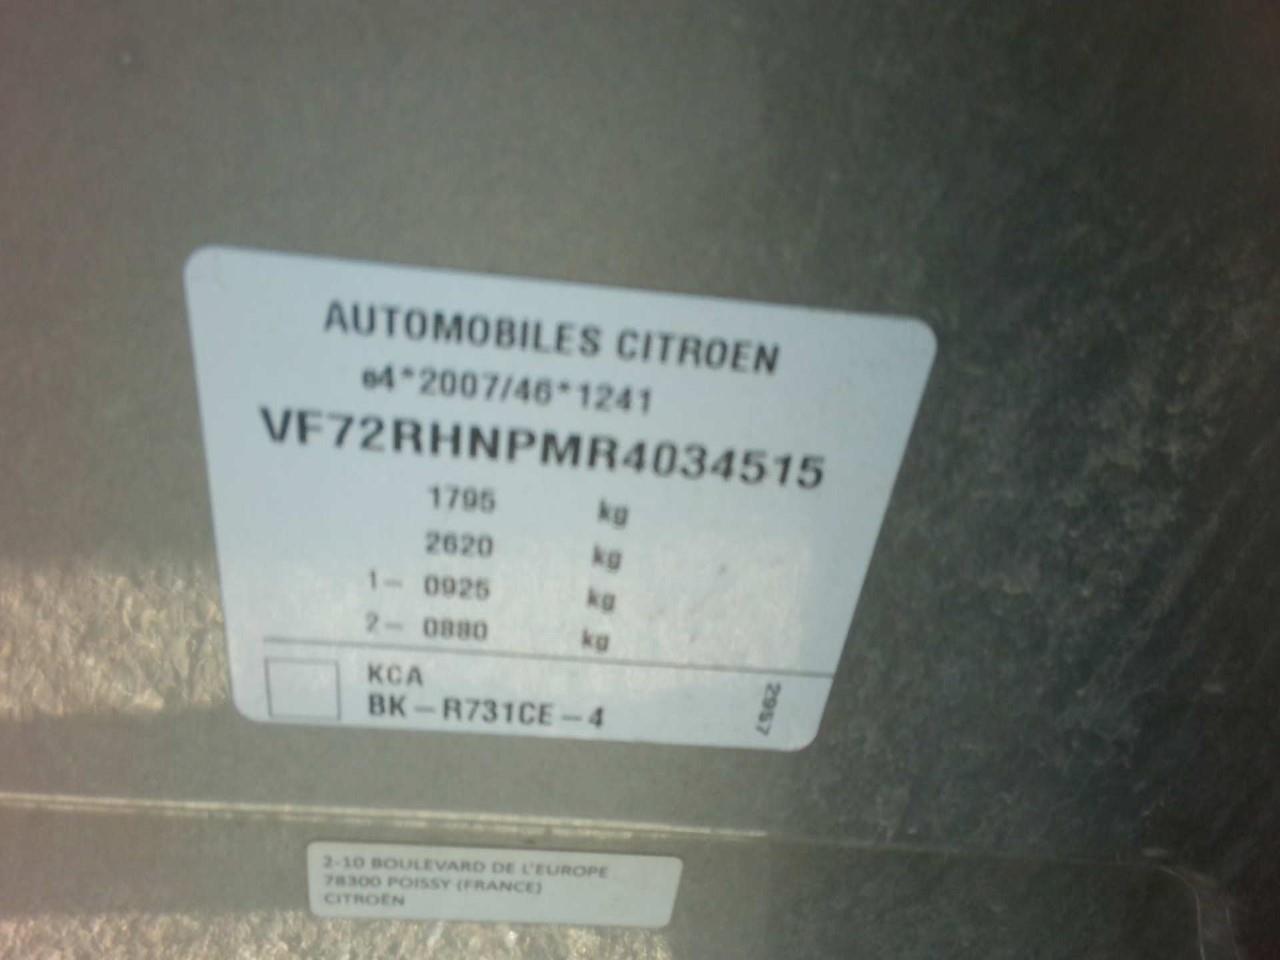 AUTOMOBILES CITROEN
e4*2007/46*1241
VF72RHNPMR4034515
1795 kg
2620 kg
1- 0925 kg
2- 0880 kg
KCA
BK-R731CE-4
2957
2-10 BOULEVARD DE L'EUROPE
78300 POISSY (FRANCE)
CITROËN